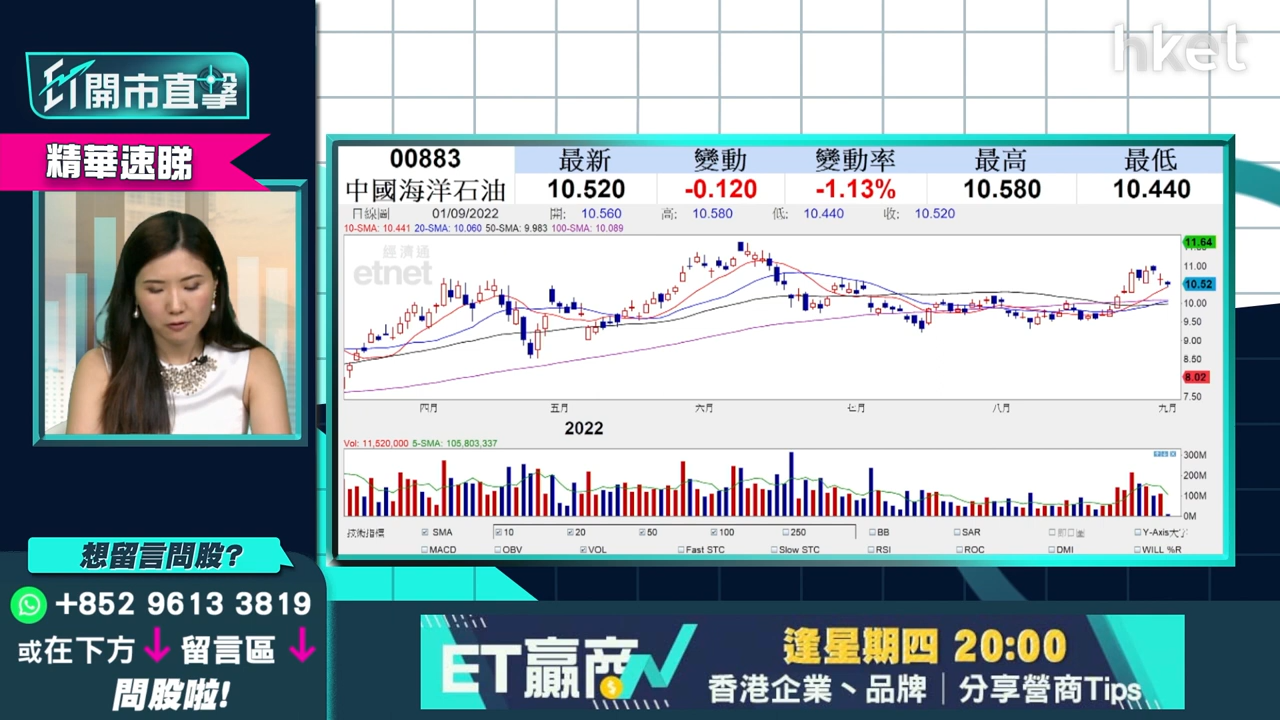 hket
ET開市直擊
精華速睇
00883 最新 變動 變動率 最高 最低
中國海洋石油 10.520 -0.120 -1.13% 10.580 10.440
日線圖 01/09/2022 開: 10.560 高: 10.580 低: 10.440 收: 10.520
10-SMA: 10.441 20-SMA: 10.060 50-SMA: 9.983 100-SMA: 10.089
經濟通
etnet
11.64
11.00
10.52
10.00
9.50
9.00
8.50
8.02
7.50
四月 五月 六月 七月 八月 九月
2022
Vol: 11,520,000 5-SMA: 105,803,337
300M
200M
100M
0M
技術指標 SMA 10 20 50 100 250 BB SAR Y-Axis大字
MACD OBV VOL Fast STC Slow STC RSI ROC DMI WILL %R
想留言問股?
+852 9613 3819
或在下方 留言區
問股啦!
ET贏商
逢星期四 20:00
香港企業、品牌|分享營商Tips